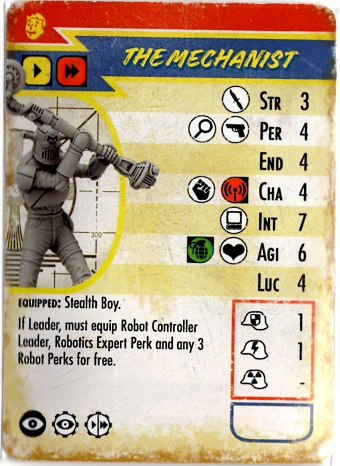 THE MECHANIST
STR 3
PER 4
END 4
CHA 4
INT 7
AGI 6
LUC 4
300
EQUIPPED: Stealth Boy.
If Leader, must equip Robot Controller
Leader, Robotics Expert Perk and any 3
Robot Perks for free.
1
1
-